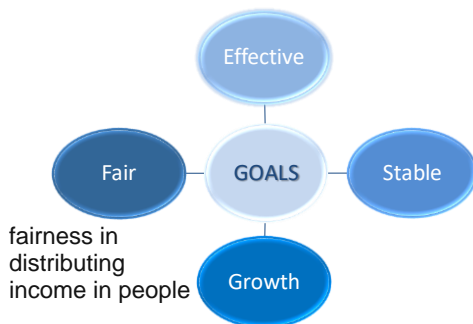 Effective
Fair
GOALS
Stable
fairness in
distributing
income in people
Growth